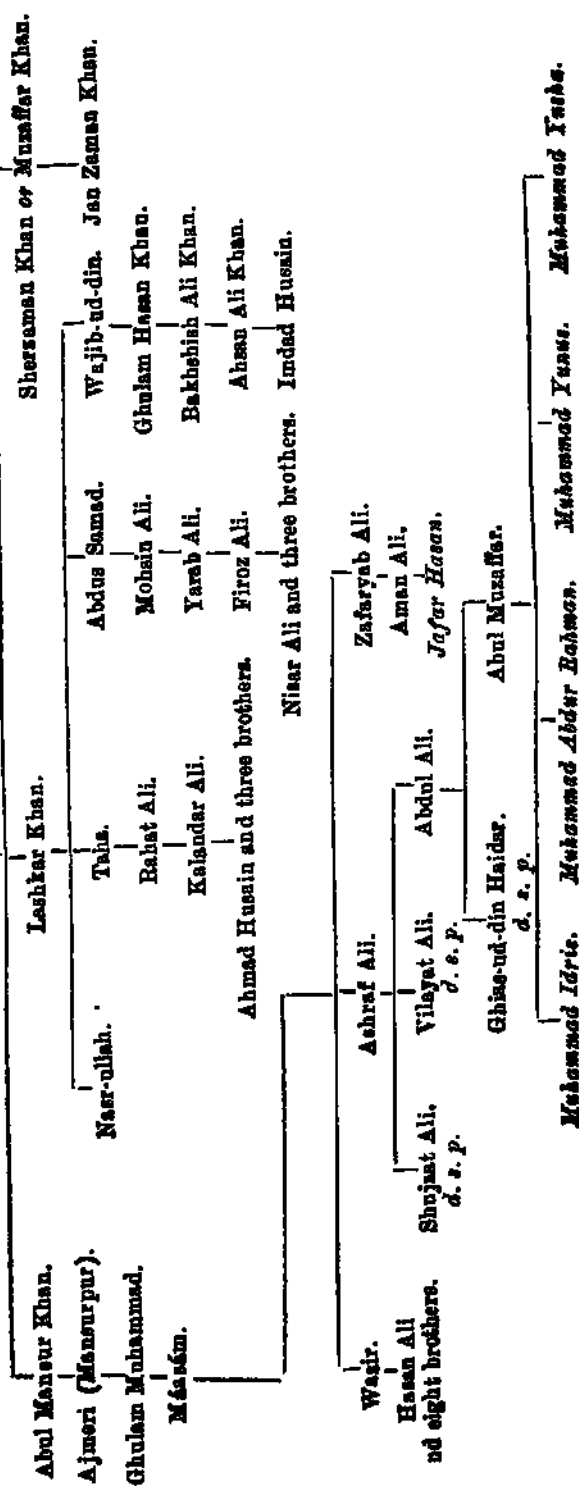 Sherzaman Khan or Muzaffar Khan.
Lashkar Khan.
Abul Mansur Khan.
Wajib-ud-din. Jan Zaman Khan.
Abdus Samad.
Taha.
Nasr-ullah.
Ajmeri (Mansurpur).
Ghulam Hasan Khan.
Mohsin Ali.
Rahat Ali.
Ghulam Muhammad.
Bakhshish Ali Khan.
Yarab Ali.
Kalandar Ali.
Másúm.
Ahsan Ali Khan.
Firoz Ali.
Ahmad Husain and three brothers.
Nisar Ali and three brothers. Imdad Husain.
Wazir.
Ashraf Ali.
Zafaryab Ali.
Hasan Ali
nd eight brothers.
Shujaat Ali.
d. s. p.
Vilayat Ali.
d. s. p.
Abdul Ali.
Aman Ali.
Jafar Hasan.
Ghias-ud-din Haidar.
d. s. p.
Abul Muzaffar.
Muhammad Idris. Muhammad Abdur Rahman. Muhammad Yunus. Muhammad Yusha.